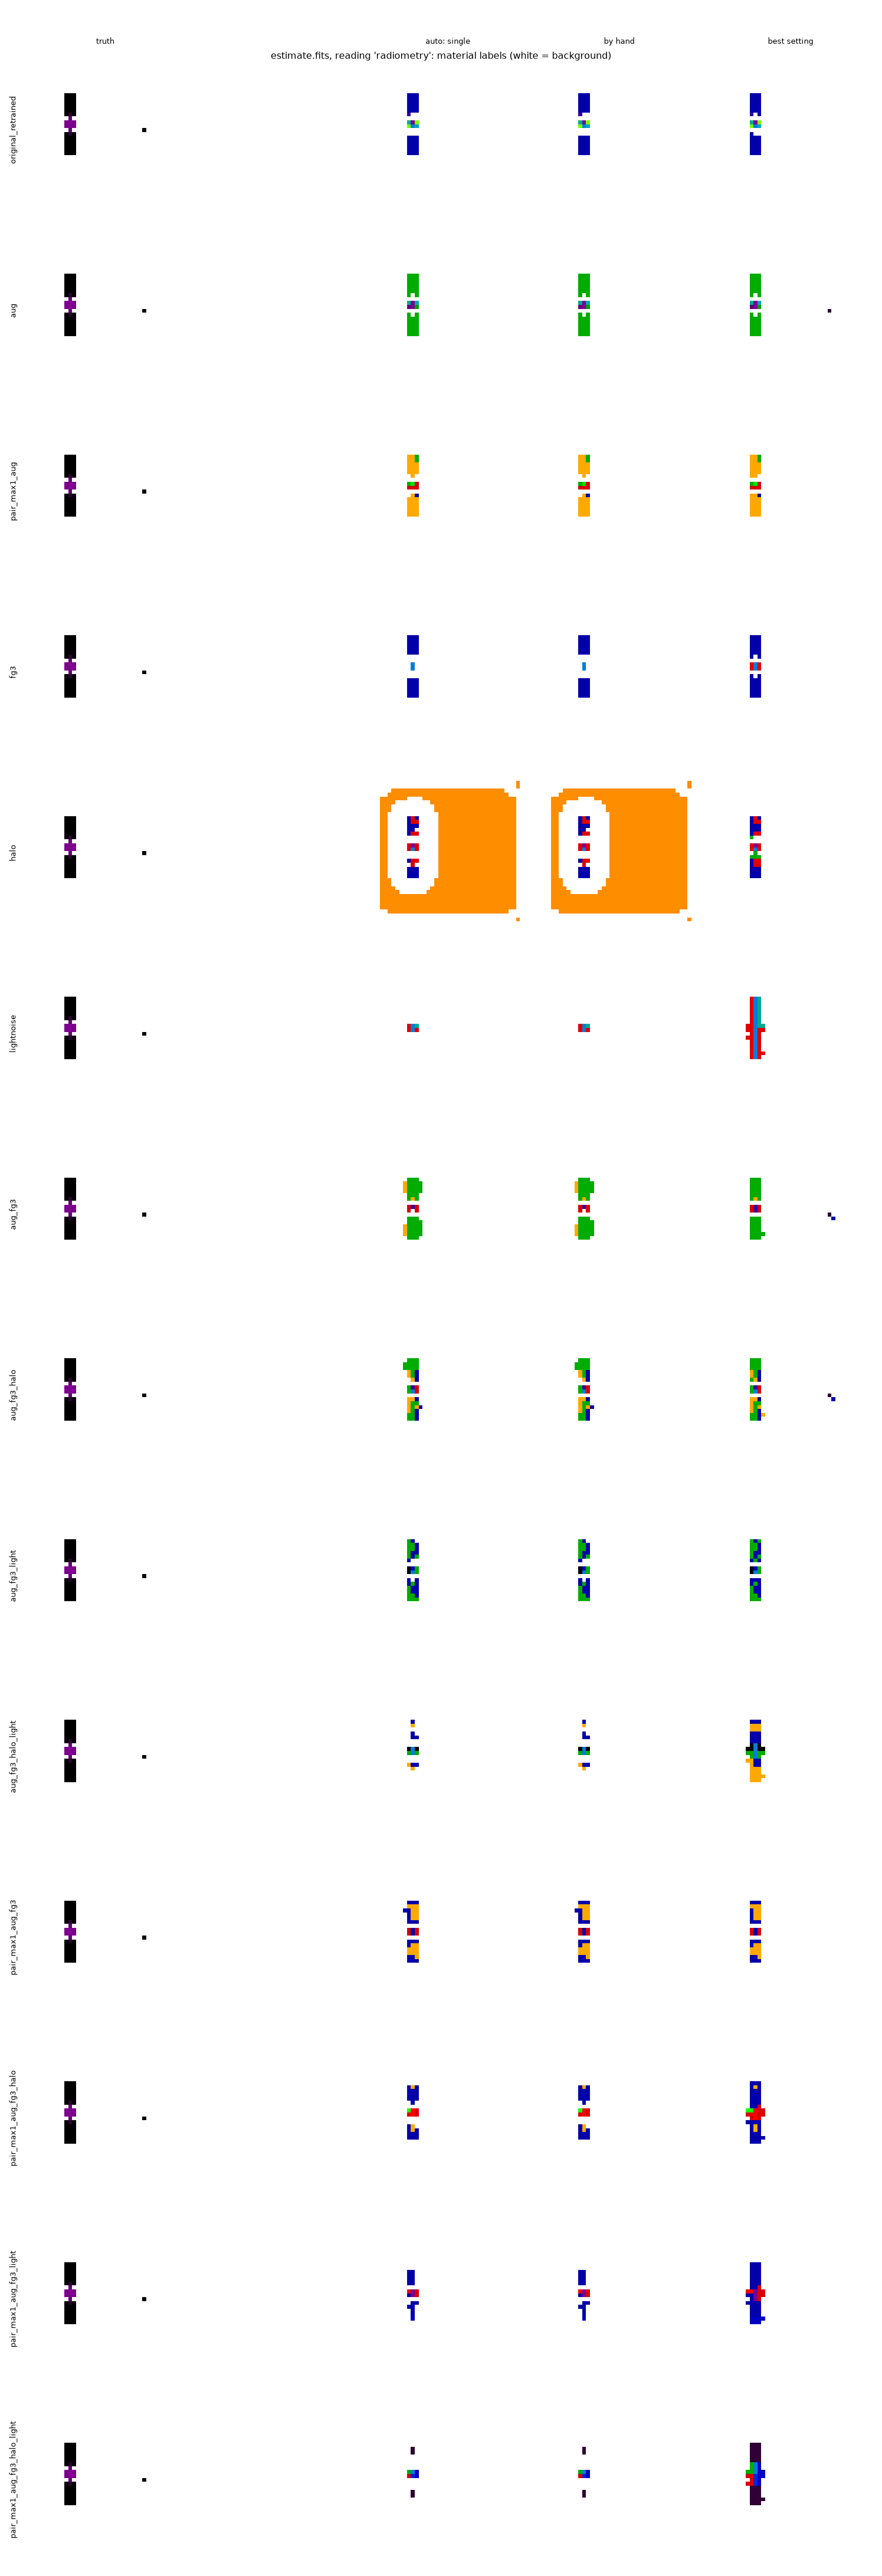 truth auto: single by hand best setting
estimate.fits, reading 'radiometry': material labels (white = background)
original_retrained
aug
pair_max1_aug
fg3
halo
lightnoise
aug_fg3
aug_fg3_halo
aug_fg3_light
aug_fg3_halo_light
pair_max1_aug_fg3
pair_max1_aug_fg3_halo
pair_max1_aug_fg3_light
pair_max1_aug_fg3_halo_light